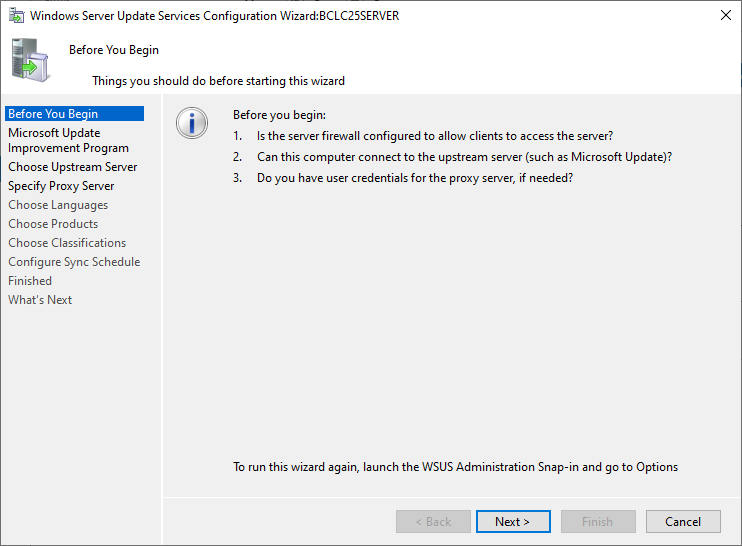 Windows Server Update Services Configuration Wizard:BCLC25SERVER
Before You Begin
Things you should do before starting this wizard
Before You Begin
Microsoft Update
Improvement Program
Choose Upstream Server
Specify Proxy Server
Choose Languages
Choose Products
Choose Classifications
Configure Sync Schedule
Finished
What's Next
Before you begin:
1. Is the server firewall configured to allow clients to access the server?
2. Can this computer connect to the upstream server (such as Microsoft Update)?
3. Do you have user credentials for the proxy server, if needed?
To run this wizard again, launch the WSUS Administration Snap-in and go to Options
< Back Next > Finish Cancel